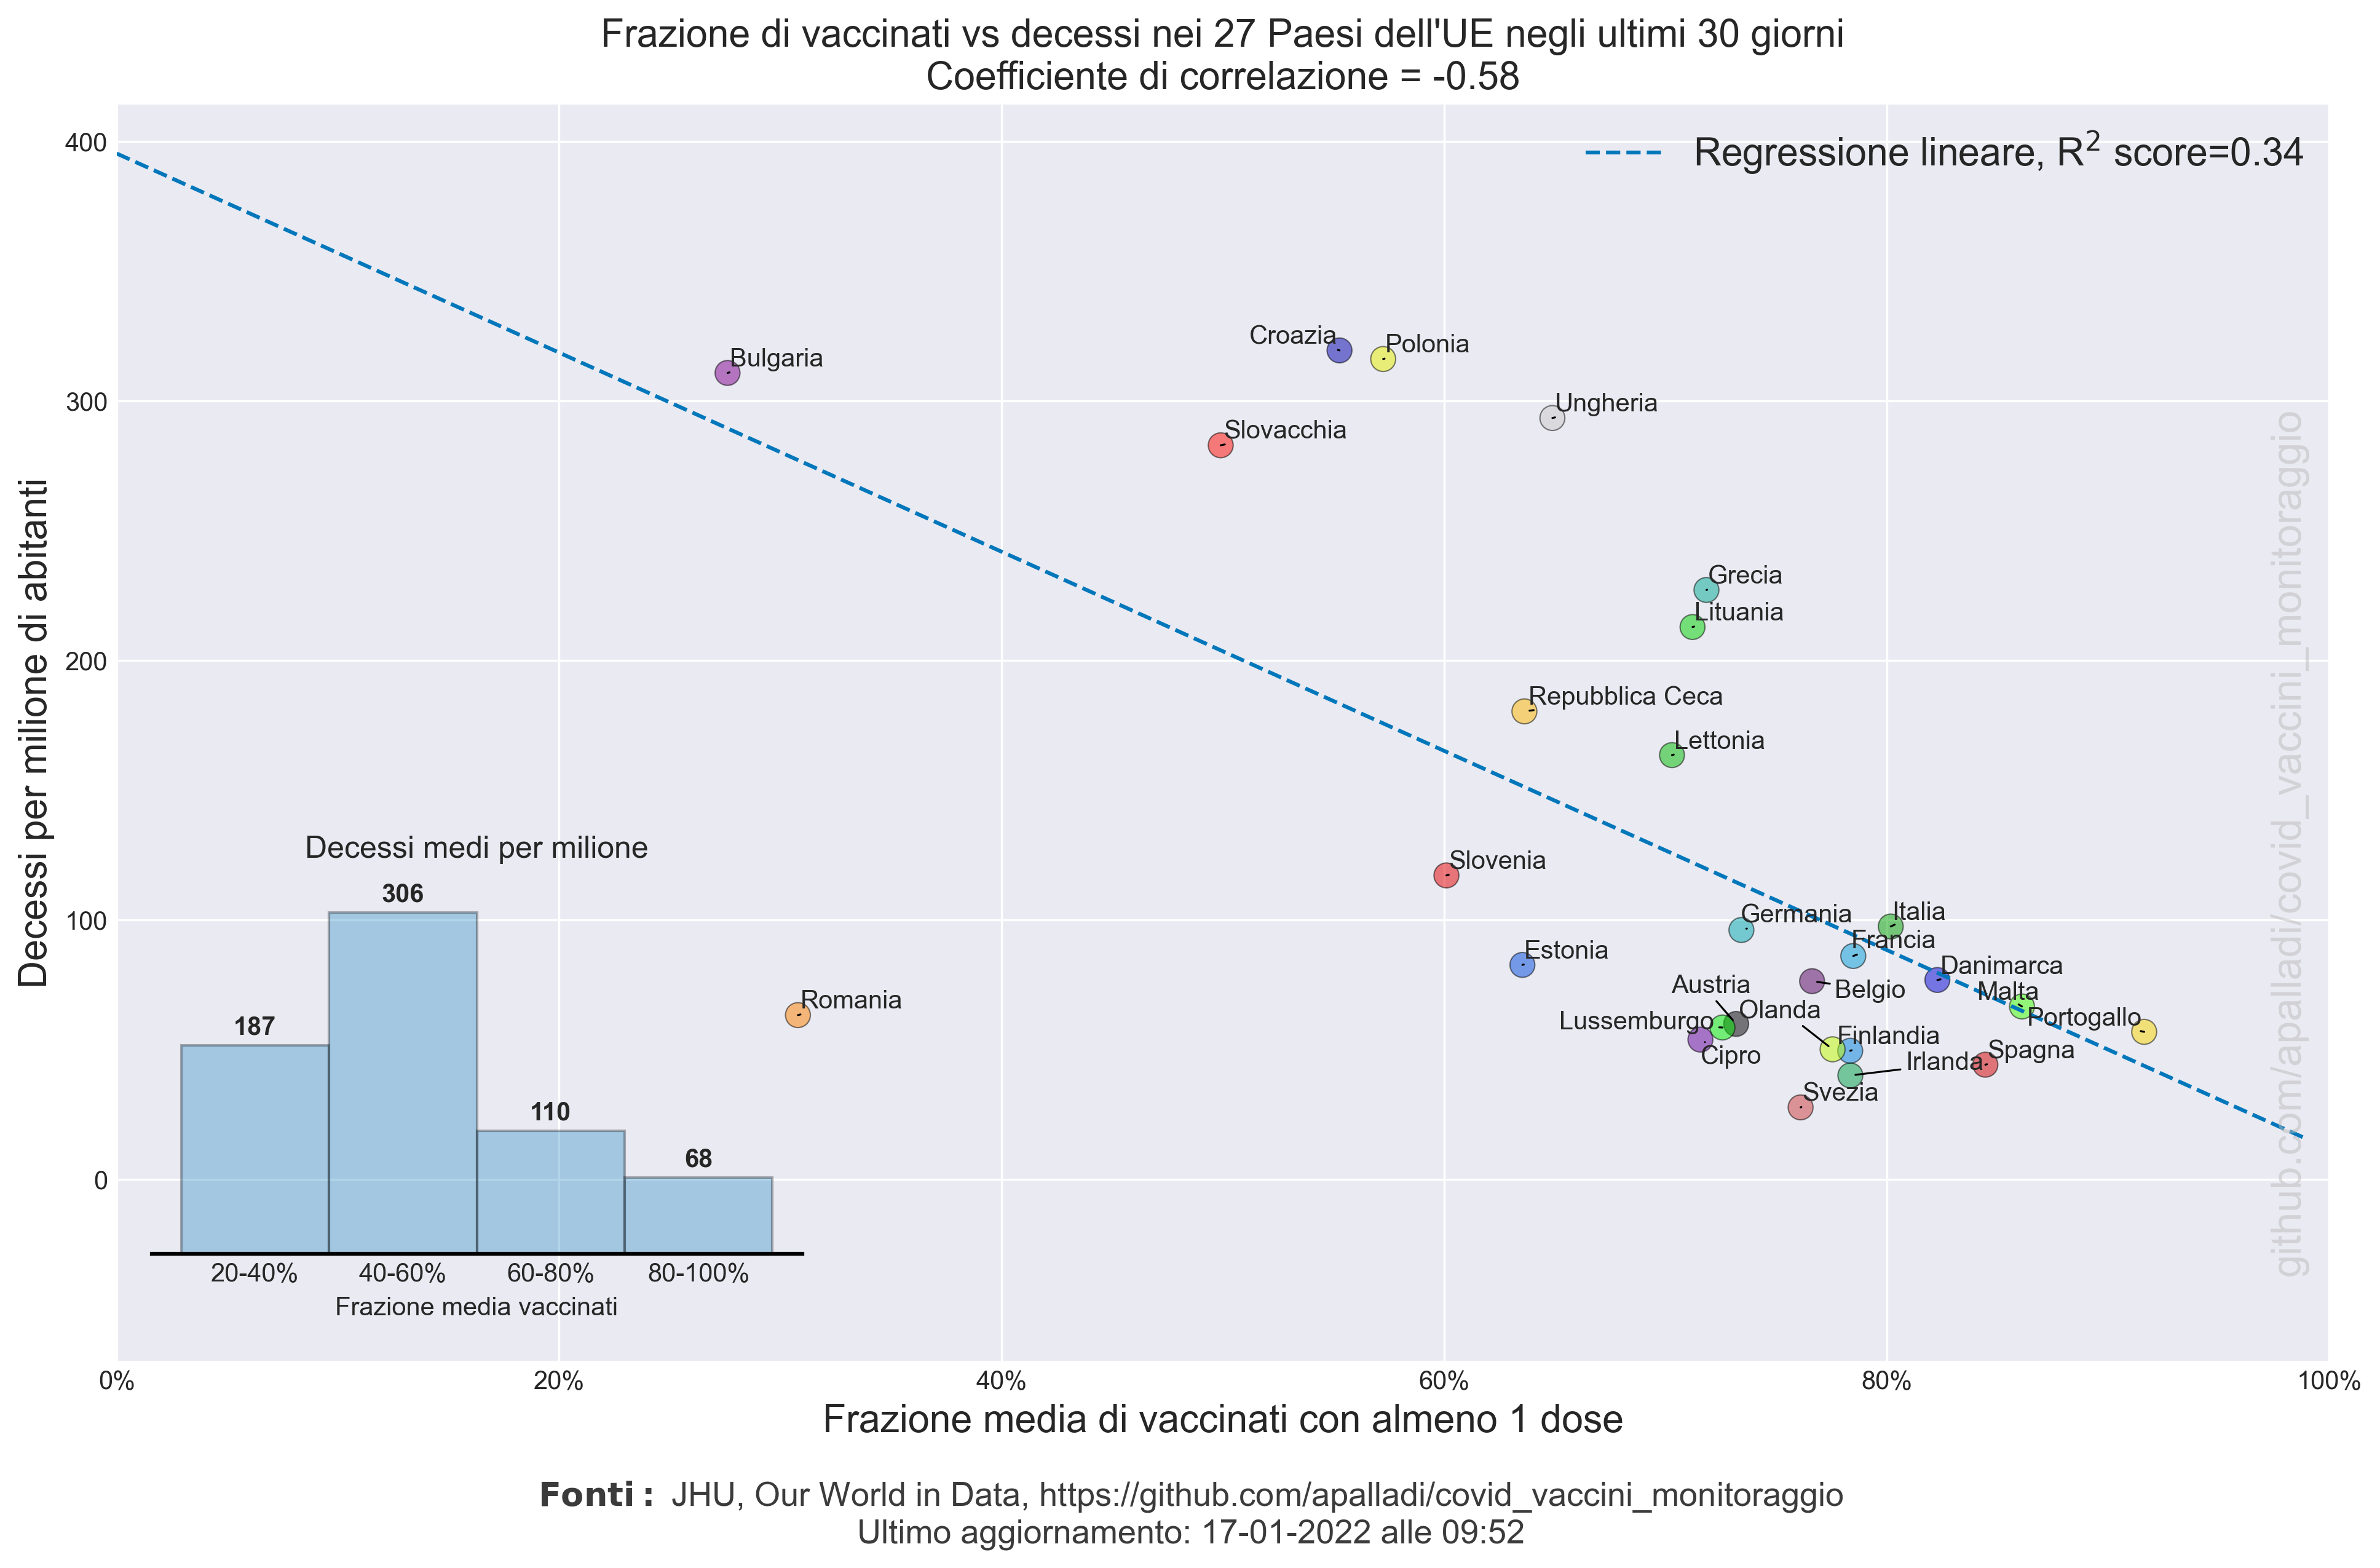 Frazione di vaccinati vs decessi nei 27 Paesi dell'UE negli ultimi 30 giorni
Coefficiente di correlazione = -0.58
Regressione lineare, R² score=0.34
Decessi per milione di abitanti
400
300
200
100
0
Bulgaria
Croazia
Polonia
Ungheria
Slovacchia
Grecia
Lituania
Repubblica Ceca
Lettonia
Slovenia
Germania
Italia
Francia
Estonia
Danimarca
Austria
Belgio
Malta
Romania
Olanda
Lussemburgo
Portogallo
Finlandia
Cipro
Irlanda
Spagna
Svezia
Decessi medi per milione
306
187
110
68
20-40%
40-60%
60-80%
80-100%
Frazione media vaccinati
github.com/apalladi/covid_vaccini_monitoraggio
0%
20%
40%
60%
80%
100%
Frazione media di vaccinati con almeno 1 dose
Fonti: JHU, Our World in Data, https://github.com/apalladi/covid_vaccini_monitoraggio
Ultimo aggiornamento: 17-01-2022 alle 09:52